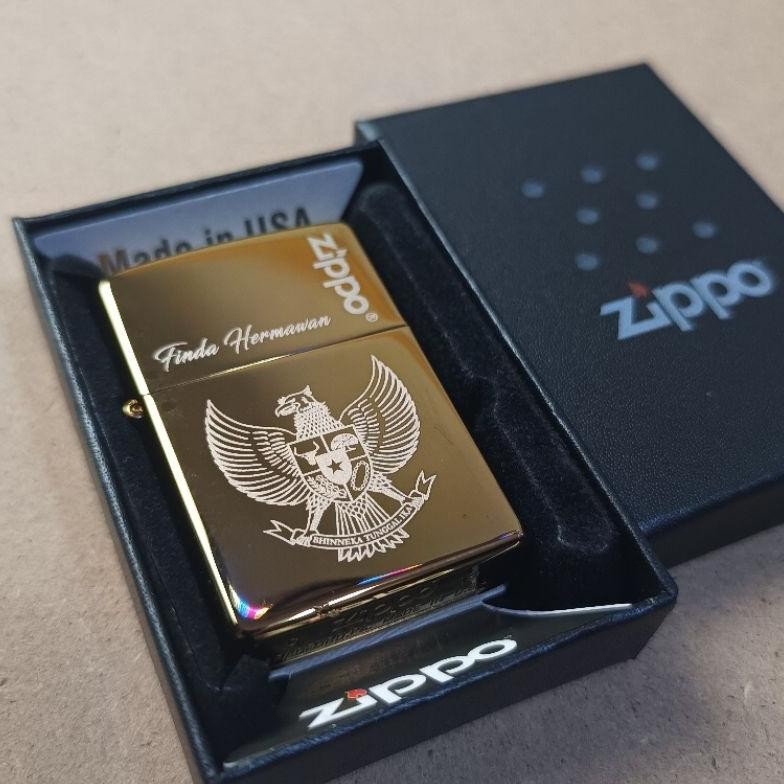 Made in USA
zippo®
Finda Hermawan
BHINNEKA TUNGGAL IKA
zippo
zippo